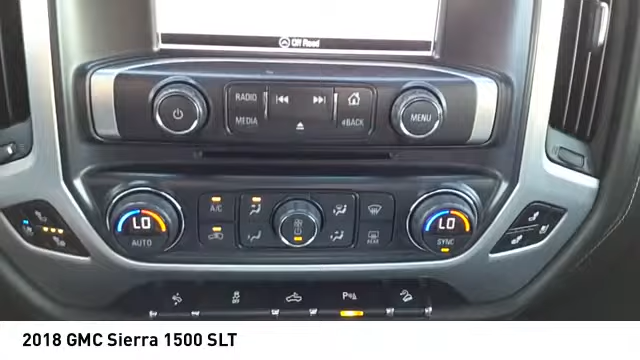 Off Road
RADIO
MEDIA
BACK
MENU
A/C
LO
AUTO
REAR
LO
SYNC
2018 GMC Sierra 1500 SLT